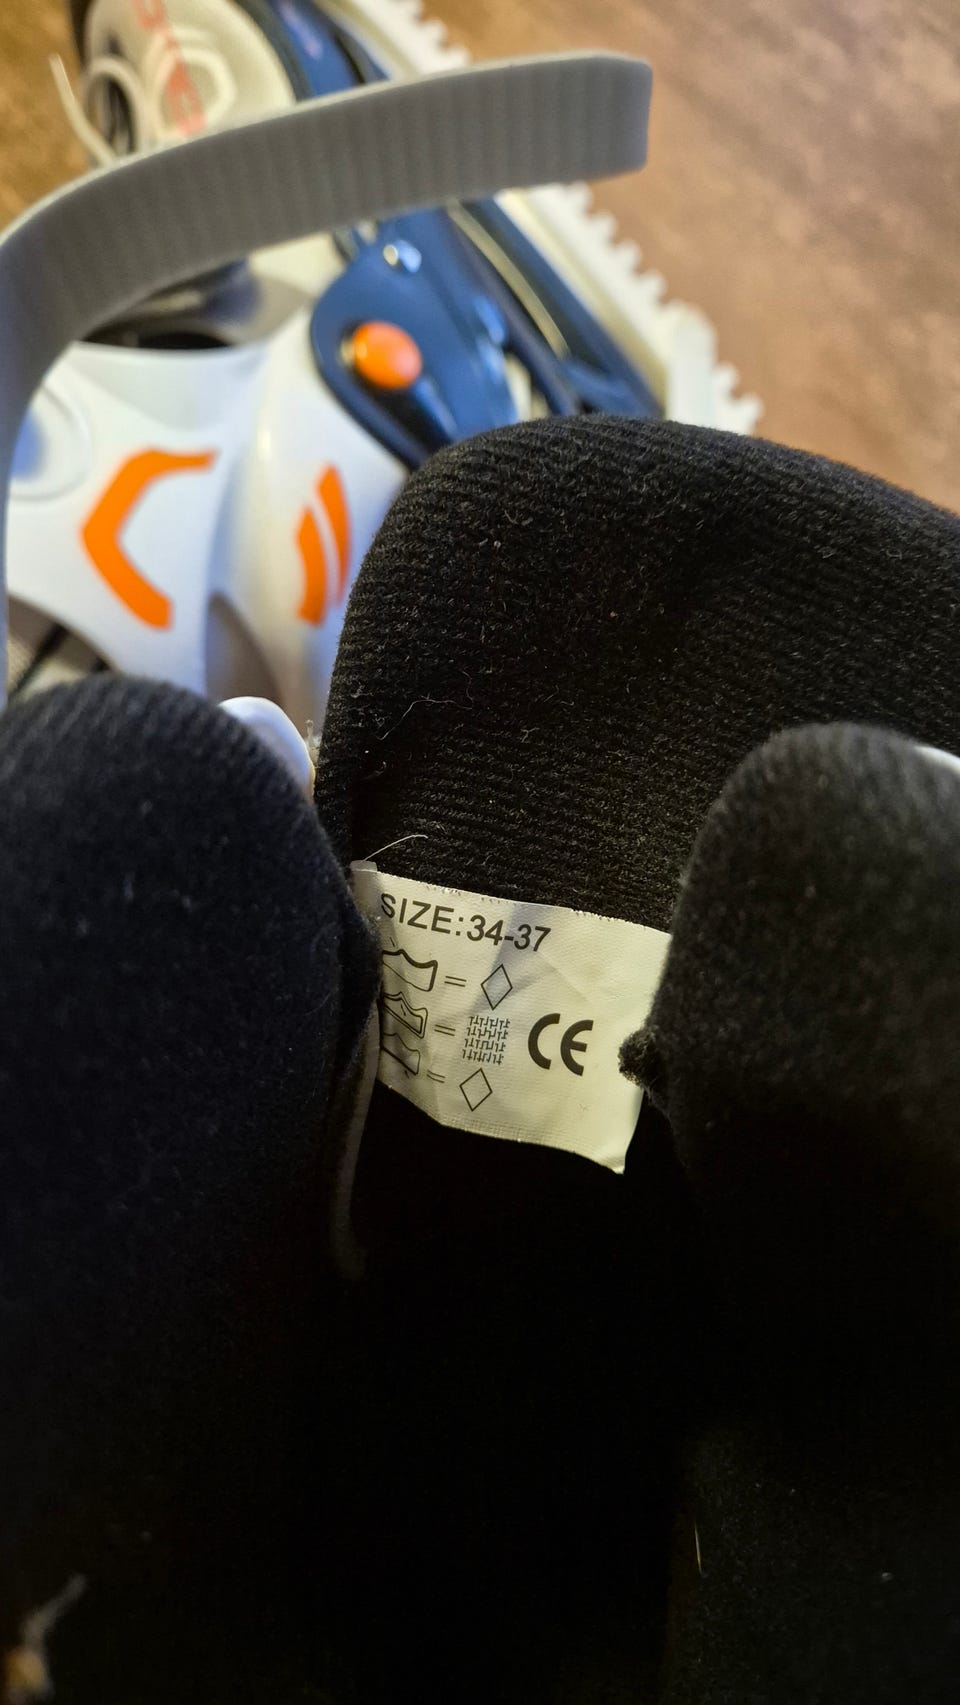 SIZE:34-37
=
=
CE
=